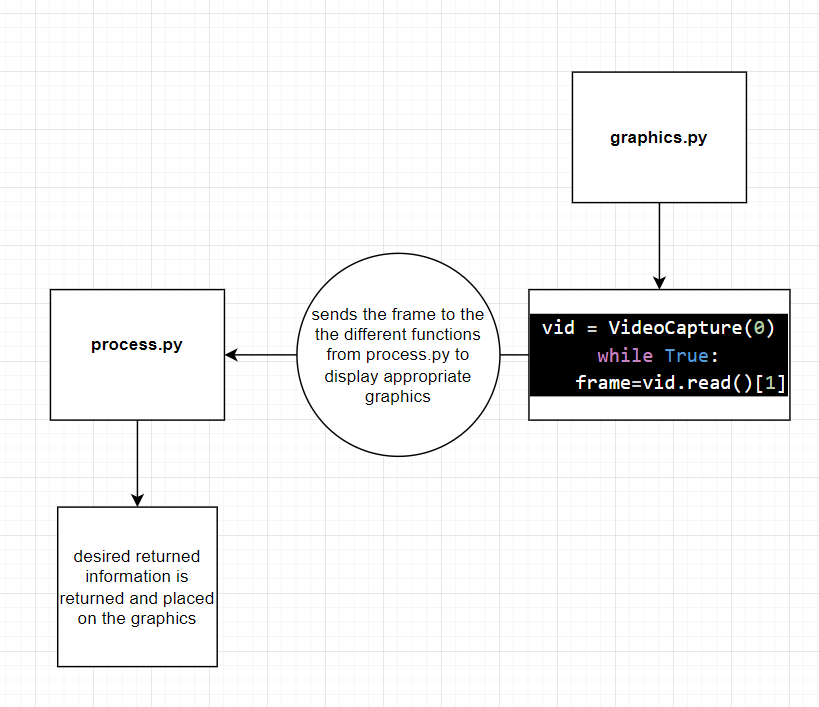 graphics.py
vid = VideoCapture(0)
while True:
frame=vid.read()[1]
sends the frame to the
the different functions
from process.py to
display appropriate
graphics
process.py
desired returned
information is
returned and placed
on the graphics